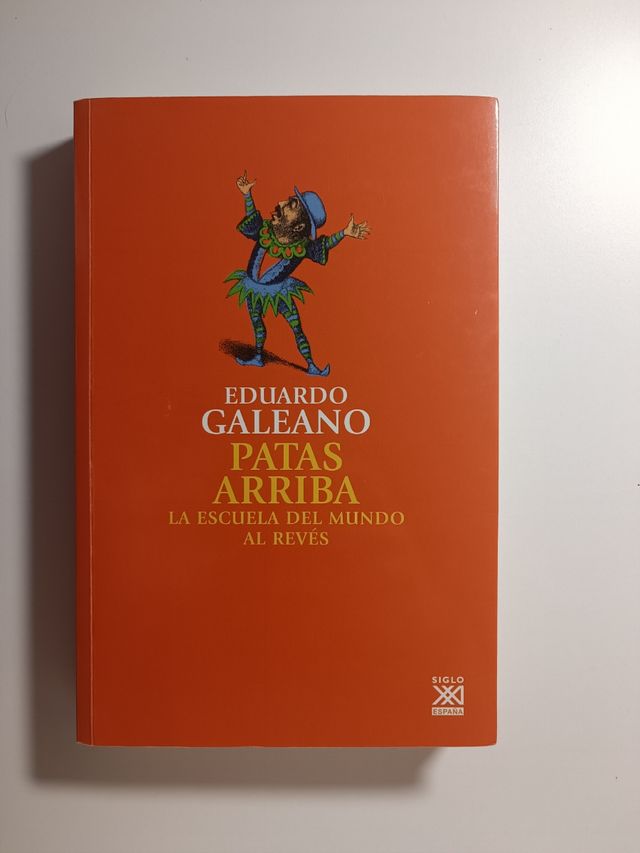 EDUARDO
GALEANO
PATAS
ARRIBA
LA ESCUELA DEL MUNDO
AL REVÉS
SIGLO
XXI
ESPAÑA